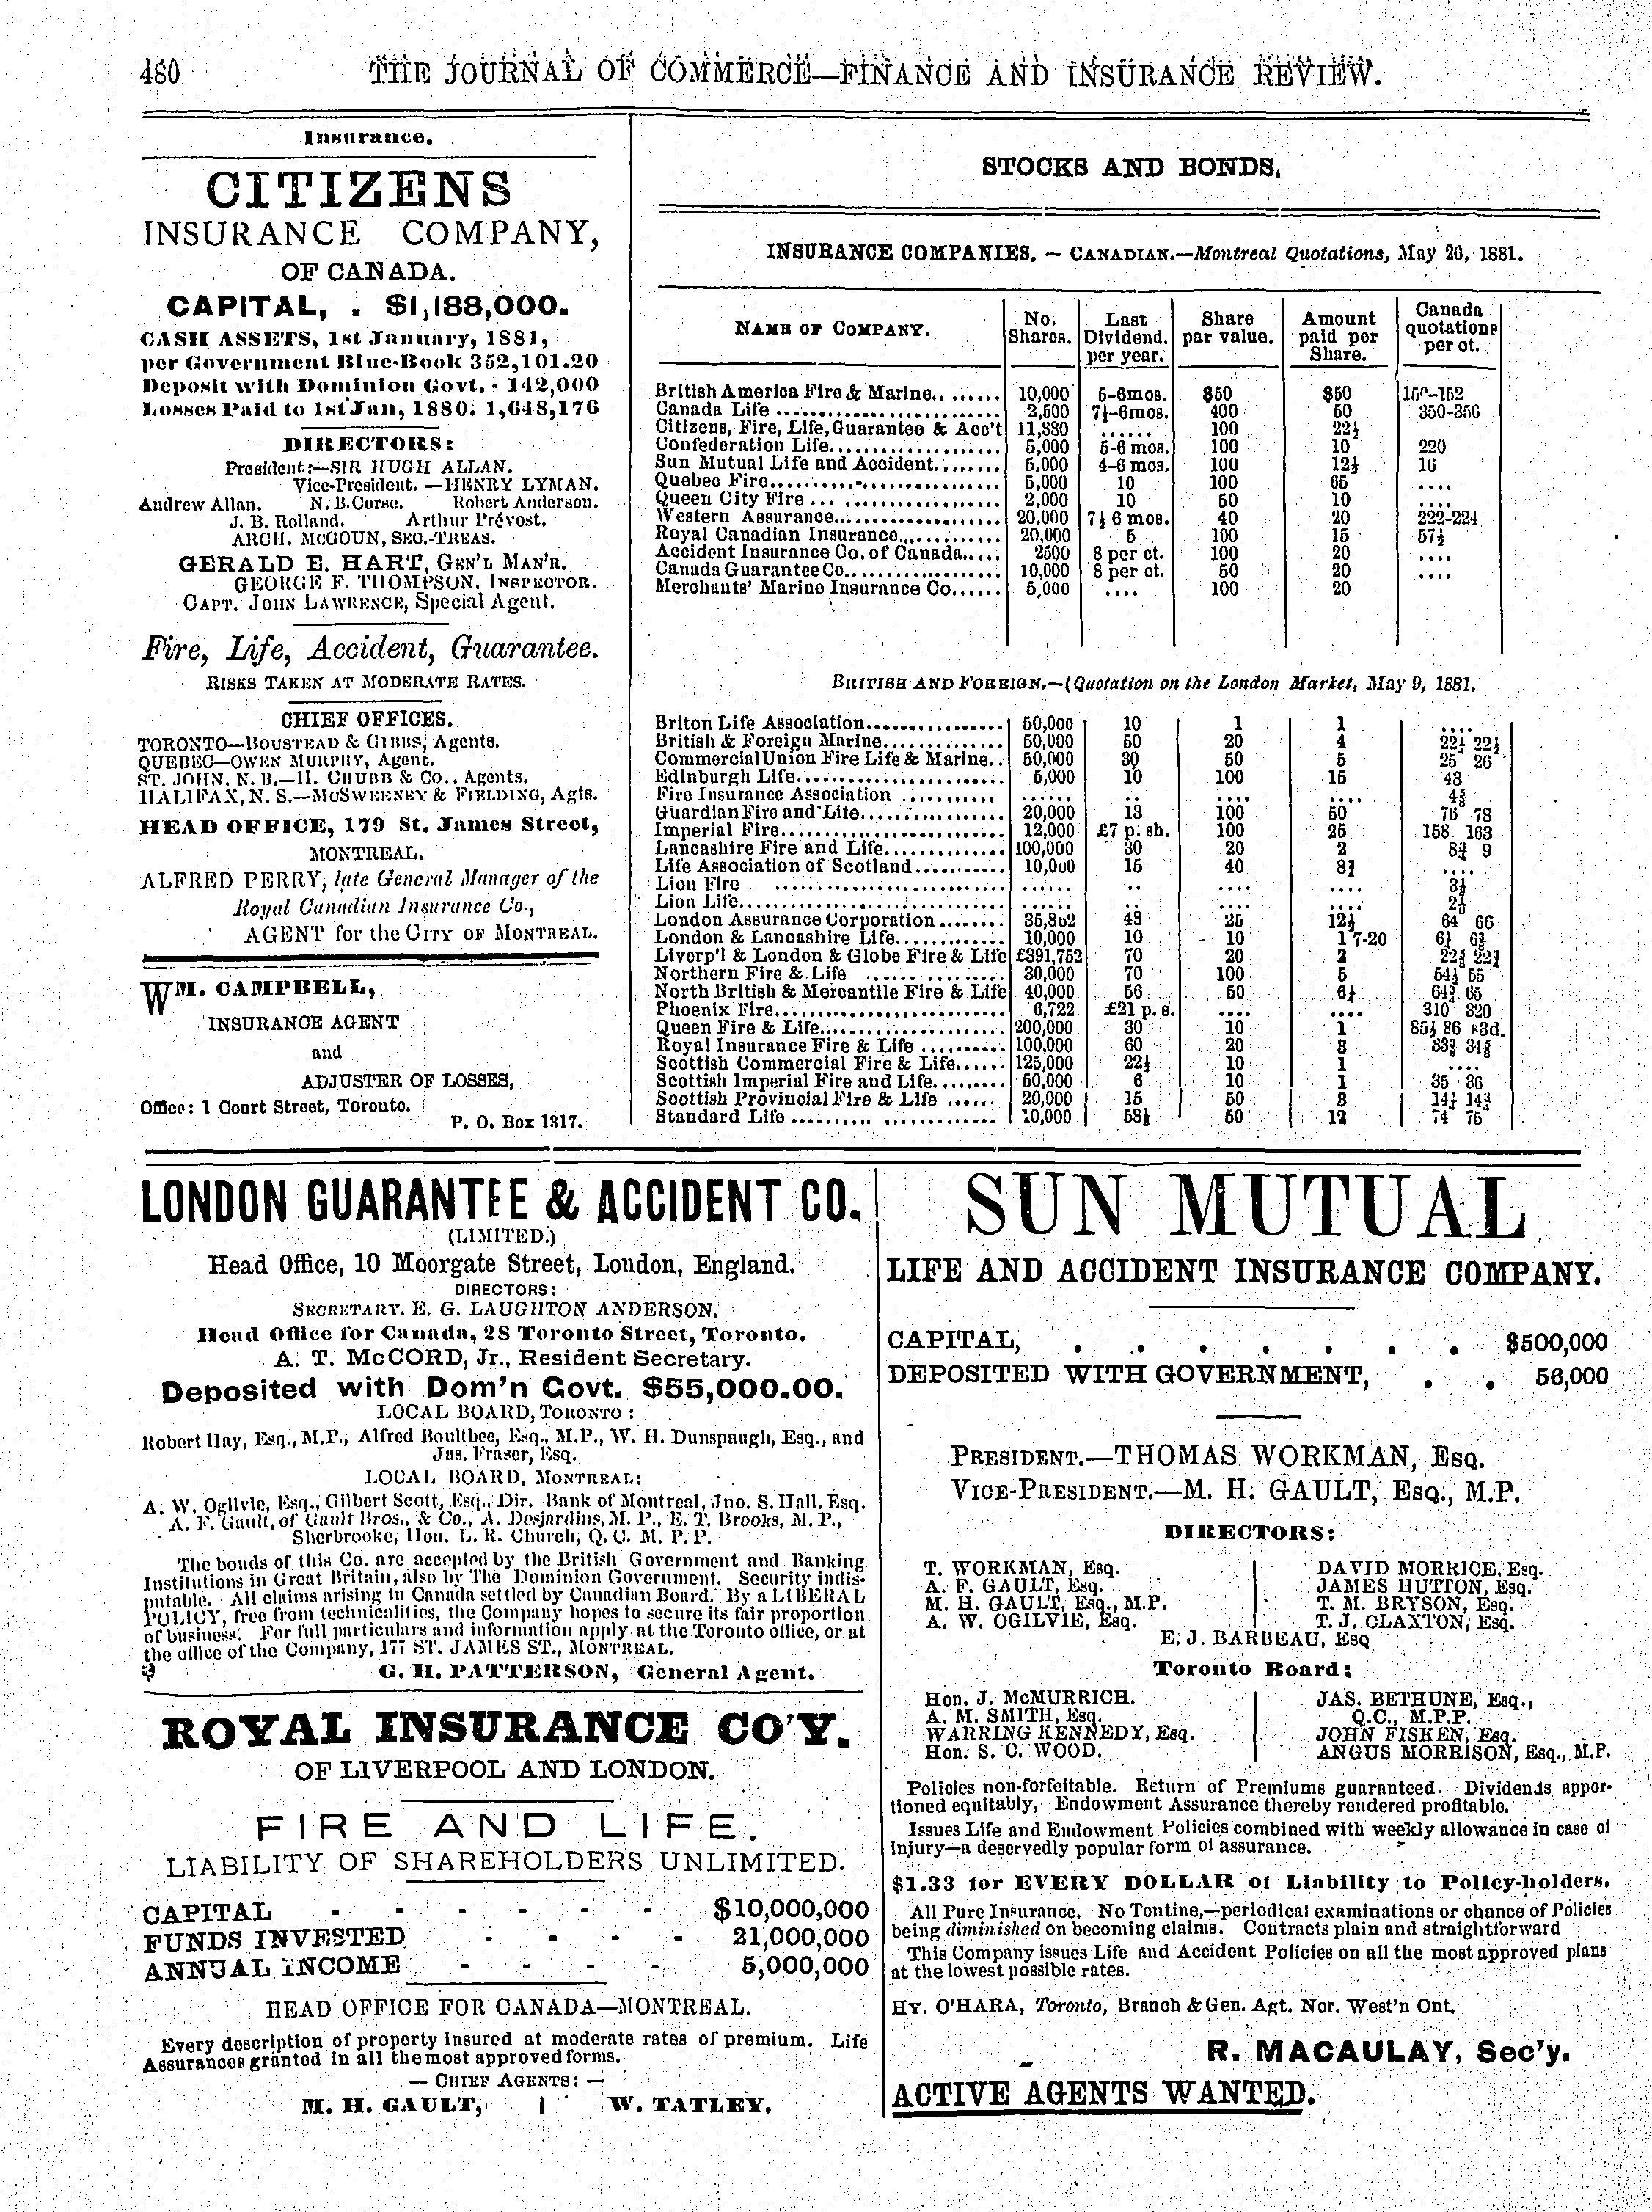 480 THE JOURNAL OF COMMERCE—FINANCE AND INSURANCE REVIEW.
Insurance.
CITIZENS
INSURANCE COMPANY,
OF CANADA.
CAPITAL, . $1,188,000.
CASH ASSETS, 1st January, 1881,
per Government Blue-Book 352,101.20
Deposit with Dominion Govt. - 142,000
Losses Paid to 1st Jan, 1880. 1,648,176
DIRECTORS:
President:—SIR HUGH ALLAN.
Vice-President.—HENRY LYMAN.
Andrew Allan. N. B. Corse. Robert Anderson.
J. B. Rolland. Arthur Prévost.
ARCH. MCGOUN, SEC.-TREAS.
GERALD E. HART, GEN'L MAN'R.
GEORGE F. THOMPSON, INSPECTOR.
CAPT. JOHN LAWRENCE, Special Agent.
Fire, Life, Accident, Guarantee.
RISKS TAKEN AT MODERATE RATES.
CHIEF OFFICES.
TORONTO—BOUSTEAD & GIBBS, Agents.
QUEBEC—OWEN MURPHY, Agent.
ST. JOHN, N. B.—H. CHUBB & Co., Agents.
HALIFAX, N. S.—MCSWEENEY & FIELDING, Agts.
HEAD OFFICE, 179 St. James Street,
MONTREAL.
ALFRED PERRY, late General Manager of the
Royal Canadian Insurance Co.,
AGENT for the CITY OF MONTREAL.
WM. CAMPBELL,
INSURANCE AGENT
and
ADJUSTER OF LOSSES,
Office: 1 Court Street, Toronto.
P. O. Box 1817.
STOCKS AND BONDS.
INSURANCE COMPANIES. — CANADIAN.—Montreal Quotations, May 20, 1881.
NAME OF COMPANY. No. Shares. Last Dividend. per year. Share par value. Amount paid per Share. Canada quotations per ct.
British America Fire & Marine.......... 10,000 5-6mos. $50 $50 152
Canada Life .......... 2,500 7½-6mos. 400 50 350-356
Citizens, Fire, Life, Guarantee & Acc't 11,880 ...... 100 22½
Confederation Life.......... 5,000 5-6 mos. 100 10 220
Sun Mutual Life and Accident.......... 5,000 4-6 mos. 100 12½ 16
Quebec Fire.......... 5,000 10 100 65 ....
Queen City Fire .......... 2,000 10 50 10 ....
Western Assurance.......... 20,000 7½ 6 mos. 40 20 222-224
Royal Canadian Insurance.......... 20,000 5 100 15 57½
Accident Insurance Co. of Canada..... 2500 8 per ct. 100 20 ....
Canada Guarantee Co.......... 10,000 8 per ct. 50 20 ....
Merchants' Marine Insurance Co...... 5,000 .... 100 20
BRITISH AND FOREIGN.—(Quotation on the London Market, May 9, 1881.
Briton Life Association.......... 50,000 10 1 1 ....
British & Foreign Marine.......... 50,000 50 20 4 22½ 22½
Commercial Union Fire Life & Marine.. 50,000 30 50 5 25 26
Edinburgh Life.......... 5,000 10 100 15 43
Fire Insurance Association .......... ...... .. .... ....
Guardian Fire and Life.......... 20,000 13 100 50 76 78
Imperial Fire.......... 12,000 £7 p. sh. 100 25 158 163
Lancashire Fire and Life.......... 100,000 30 20 2 8¾ 9
Life Association of Scotland.......... 10,000 15 40 8¾ ....
Lion Fire .......... ...... .. .... ....
Lion Life.......... ...... .. .... ....
London Assurance Corporation ........ 35,862 48 25 12½ 64 66
London & Lancashire Life.......... 10,000 10 10 1 7-20
Liverp'l & London & Globe Fire & Life £391,752 70 20 2
Northern Fire & Life .......... 30,000 70 100 5 54½ 55
North British & Mercantile Fire & Life 40,000 56 50 6¼ 65
Phoenix Fire.......... 6,722 £21 p. s. .... .... 310 320
Queen Fire & Life.......... 200,000 30 10 1 85½ 86
Royal Insurance Fire & Life .......... 100,000 60 20 3
Scottish Commercial Fire & Life...... 125,000 22½ 10 1 ....
Scottish Imperial Fire and Life......... 50,000 6 10 1 35 36
Scottish Provincial Fire & Life ...... 20,000 15 50 3
Standard Life .......... 10,000 58½ 50 12 74 75
LONDON GUARANTEE & ACCIDENT CO.
(LIMITED.)
Head Office, 10 Moorgate Street, London, England.
DIRECTORS:
SECRETARY. E. G. LAUGHTON ANDERSON.
Head Office for Canada, 28 Toronto Street, Toronto.
A. T. McCORD, Jr., Resident Secretary.
Deposited with Dom'n Govt. $55,000.00.
LOCAL BOARD, TORONTO:
Robert Hay, Esq., M.P., Alfred Boultbee, Esq., M.P., W. H. Dunspaugh, Esq., and
Jas. Fraser, Esq.
LOCAL BOARD, MONTREAL:
A. W. Ogilvie, Esq., Gilbert Scott, Esq., Dir. Bank of Montreal, Jno. S. Hall, Esq.
A. F. Gault, of Gault Bros., & Co., A. Desjardins, M. P., E. T. Brooks, M. P.,
Sherbrooke, Hon. L. R. Church, Q. C. M. P. P.
The bonds of this Co. are accepted by the British Government and Banking
Institutions in Great Britain, also by The Dominion Government. Security indis-
putable. All claims arising in Canada settled by Canadian Board. By a LIBERAL
POLICY, free from technicalities, the Company hopes to secure its fair proportion
of business. For full particulars and information apply at the Toronto office, or at
the office of the Company, 177 ST. JAMES ST., MONTREAL.
G. H. PATTERSON, General Agent.
ROYAL INSURANCE CO'Y.
OF LIVERPOOL AND LONDON.
FIRE AND LIFE.
LIABILITY OF SHAREHOLDERS UNLIMITED.
CAPITAL - - - - - - $10,000,000
FUNDS INVESTED - - - - 21,000,000
ANNUAL INCOME - - - - 5,000,000
HEAD OFFICE FOR CANADA—MONTREAL.
Every description of property insured at moderate rates of premium. Life
Assurances granted in all the most approved forms.
— CHIEF AGENTS: —
M. H. GAULT, | W. TATLEY.
SUN MUTUAL
LIFE AND ACCIDENT INSURANCE COMPANY.
CAPITAL, . . . . . . . $500,000
DEPOSITED WITH GOVERNMENT, . . 56,000
PRESIDENT.—THOMAS WORKMAN, ESQ.
VICE-PRESIDENT.—M. H. GAULT, ESQ., M.P.
DIRECTORS:
T. WORKMAN, Esq. DAVID MORRICE, Esq.
A. F. GAULT, Esq. JAMES HUTTON, Esq.
M. H. GAULT, Esq., M.P. T. M. BRYSON, Esq.
A. W. OGILVIE, Esq. T. J. CLAXTON, Esq.
E. J. BARBEAU, ESQ
Toronto Board:
Hon. J. McMURRICH. JAS. BETHUNE, Esq.,
A. M. SMITH, Esq. Q.C., M.P.P.
WARRING KENNEDY, Esq. JOHN FISKEN, Esq.
Hon. S. C. WOOD. ANGUS MORRISON, Esq., M.P.
Policies non-forfeitable. Return of Premiums guaranteed. Dividends appor-
tioned equitably, Endowment Assurance thereby rendered profitable.
Issues Life and Endowment Policies combined with weekly allowance in case of
injury—a deservedly popular form of assurance.
$1.33 for EVERY DOLLAR of Liability to Policy-holders.
All Pure Insurance. No Tontine,—periodical examinations or chance of Policies
being diminished on becoming claims. Contracts plain and straightforward
This Company issues Life and Accident Policies on all the most approved plans
at the lowest possible rates.
HY. O'HARA, Toronto, Branch & Gen. Agt. Nor. West'n Ont.
R. MACAULAY, Sec'y.
ACTIVE AGENTS WANTED.